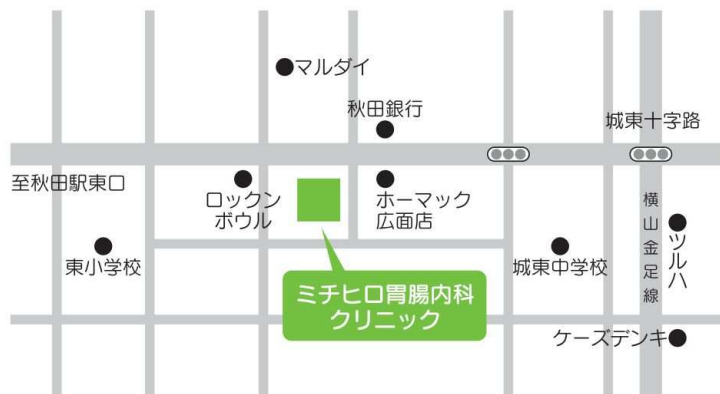 マルダイ
秋田銀行
城東十字路
至秋田駅東口
ロックン
ボウル
ホーマック
広面店
横山金足線
ツルハ
東小学校
城東中学校
ミチヒロ胃腸内科
クリニック
ケーズデンキ